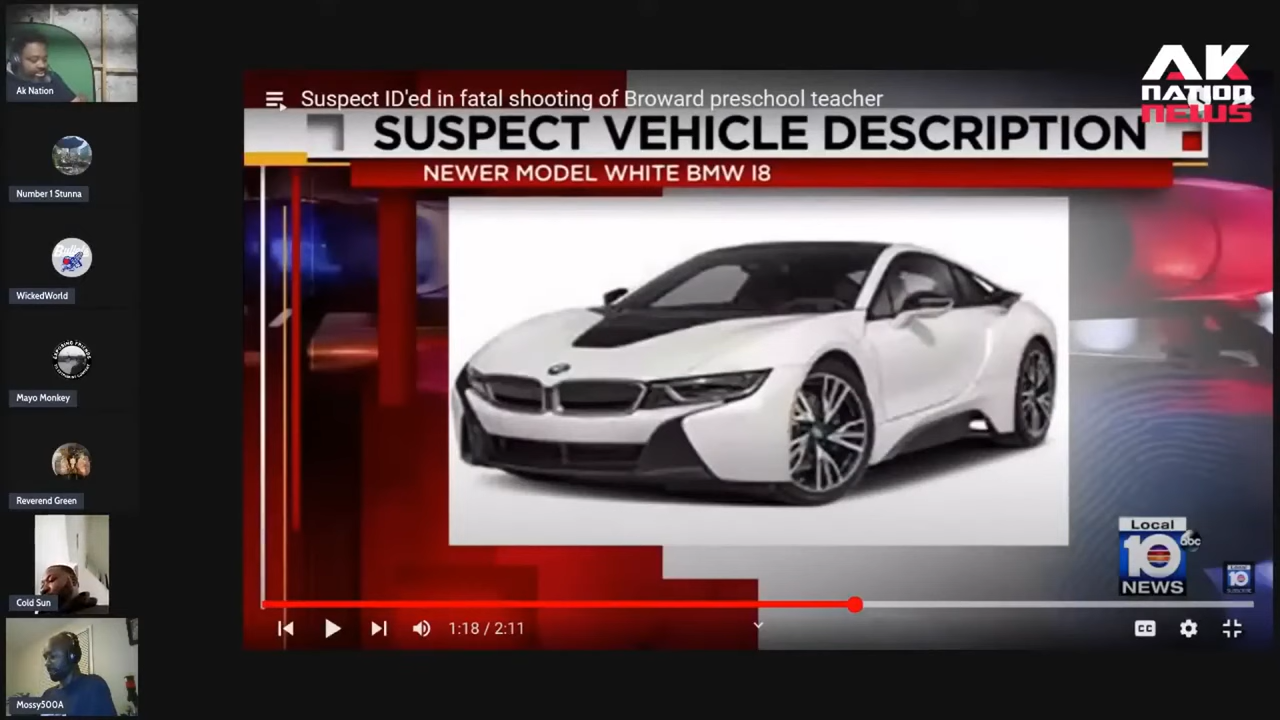 Ak Nation
Number 1 Stunna
WickedWorld
Mayo Monkey
Reverend Green
Cold Sun
Mossy500A
Suspect ID'ed in fatal shooting of Broward preschool teacher
AK
NATION
NEWS
SUSPECT VEHICLE DESCRIPTION
NEWER MODEL WHITE BMW I8
Local
10
abc
NEWS
Local
10
1:18 / 2:11
CC